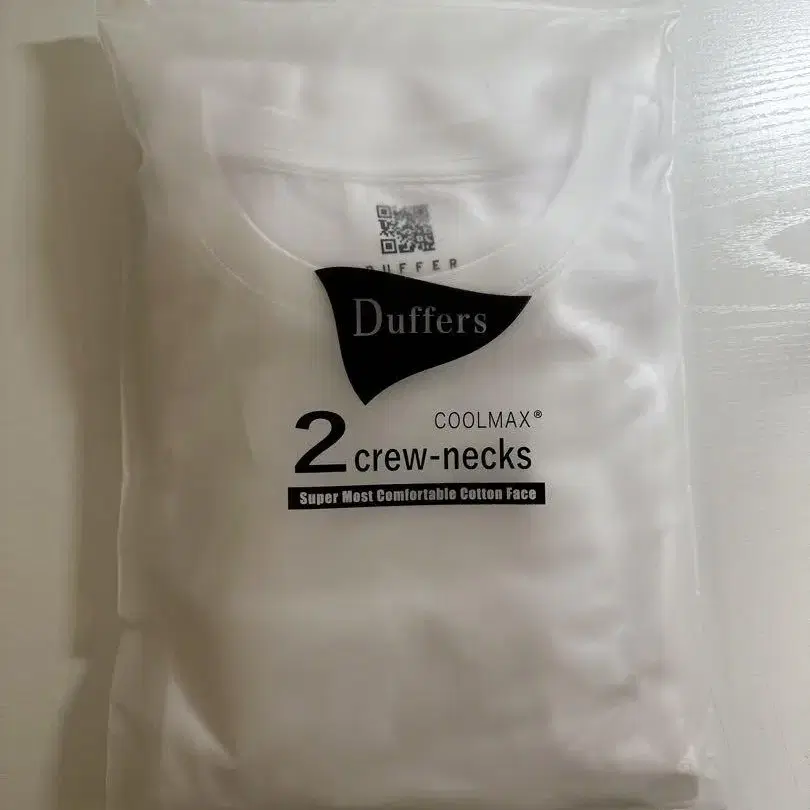 DUFFER
Duffers
COOLMAX®
2 crew-necks
Super Most Comfortable Cotton Face